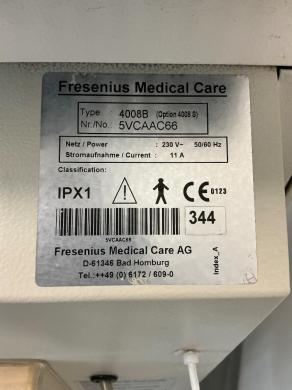 Fresenius Medical Care
Type : 4008B (Option 4008 S)
Nr./No. : 5VCAAC66
Netz / Power : 230 V~ 50/60 Hz
Stromaufnahme / Current : 11 A
Classification:
IPX1 CE 0123
344
5VCAAC66
Fresenius Medical Care AG
D-61346 Bad Homburg
Tel.:++49 (0) 6172 / 609-0
Index_A